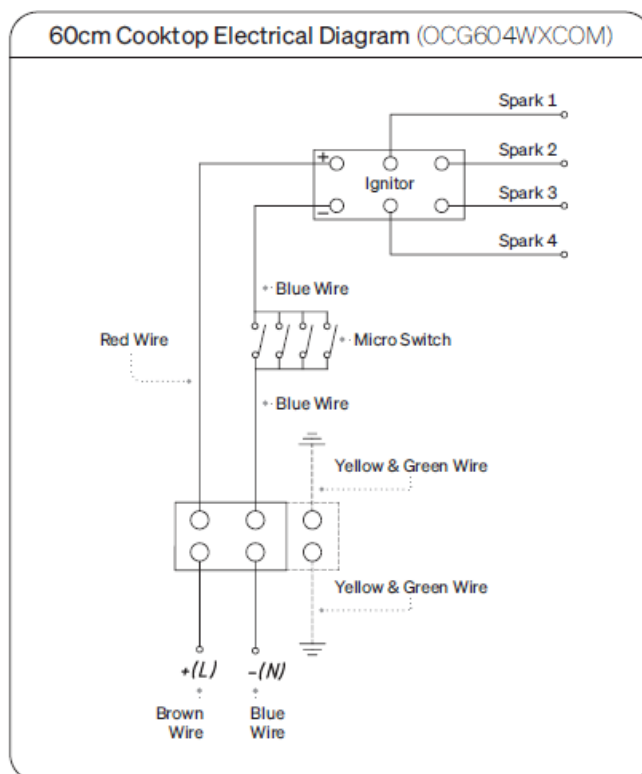 60cm Cooktop Electrical Diagram (OCG604WXCOM)
Spark 1
Spark 2
+
Ignitor
Spark 3
−
Spark 4
Blue Wire
Red Wire
Micro Switch
Blue Wire
Yellow & Green Wire
Yellow & Green Wire
+(L) -(N)
Brown Wire
Blue Wire